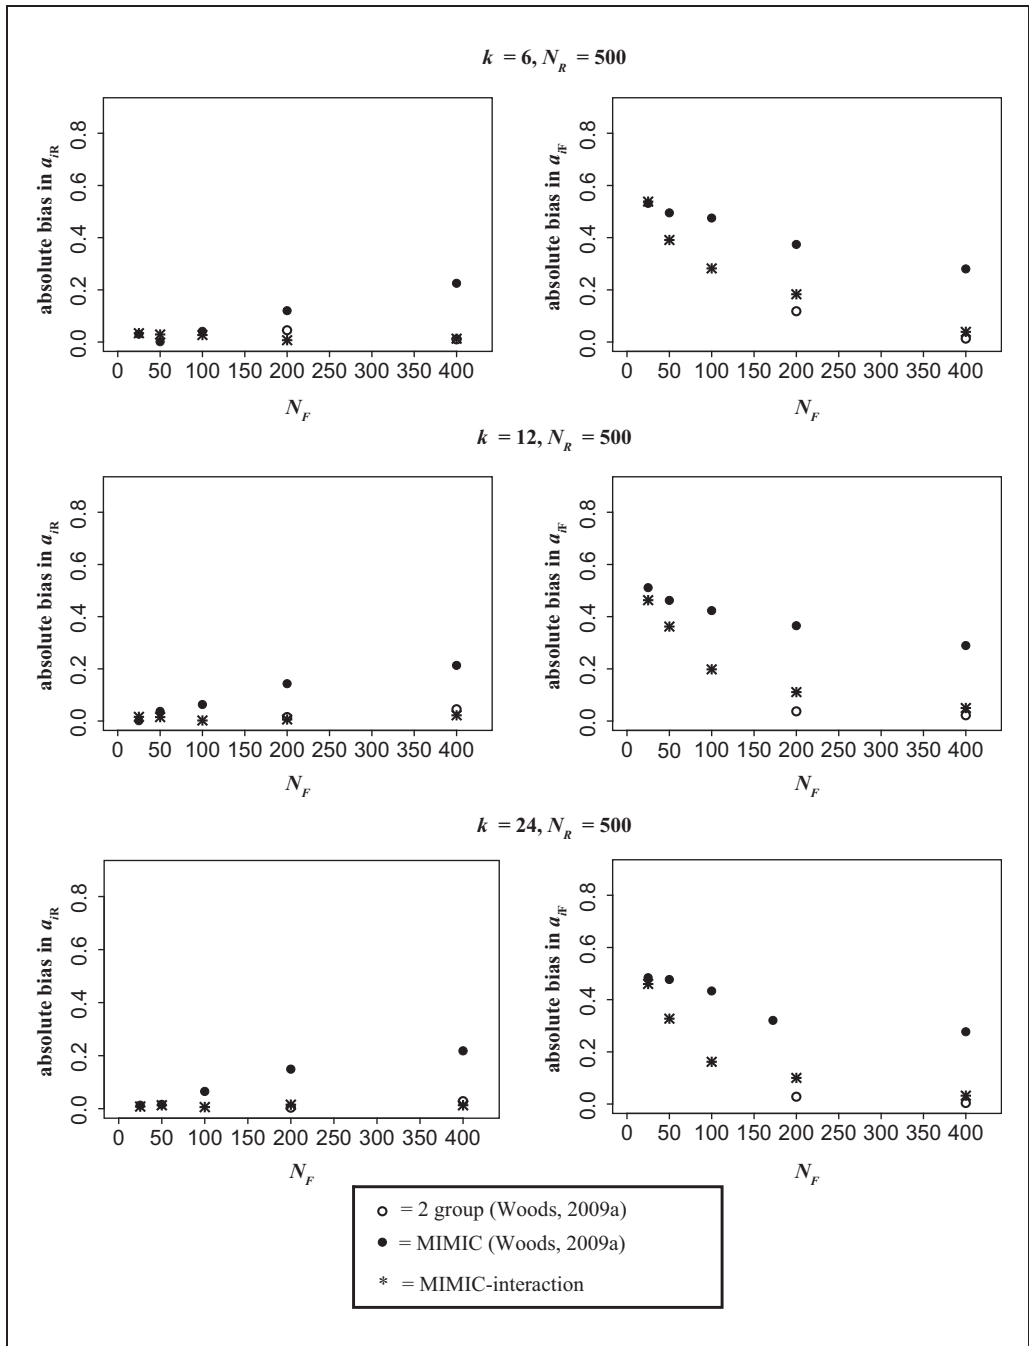 k = 6, N_R = 500
absolute bias in a_iR
0.0 0.2 0.4 0.6 0.8
0 50 100 150 200 250 300 350 400
N_F
absolute bias in a_iF
0.0 0.2 0.4 0.6 0.8
0 50 100 150 200 250 300 350 400
N_F
k = 12, N_R = 500
absolute bias in a_iR
0.0 0.2 0.4 0.6 0.8
0 50 100 150 200 250 300 350 400
N_F
absolute bias in a_iF
0.0 0.2 0.4 0.6 0.8
0 50 100 150 200 250 300 350 400
N_F
k = 24, N_R = 500
absolute bias in a_iR
0.0 0.2 0.4 0.6 0.8
0 50 100 150 200 250 300 350 400
N_F
absolute bias in a_iF
0.0 0.2 0.4 0.6 0.8
0 50 100 150 200 250 300 350 400
N_F
= 2 group (Woods, 2009a)
= MIMIC (Woods, 2009a)
* = MIMIC-interaction